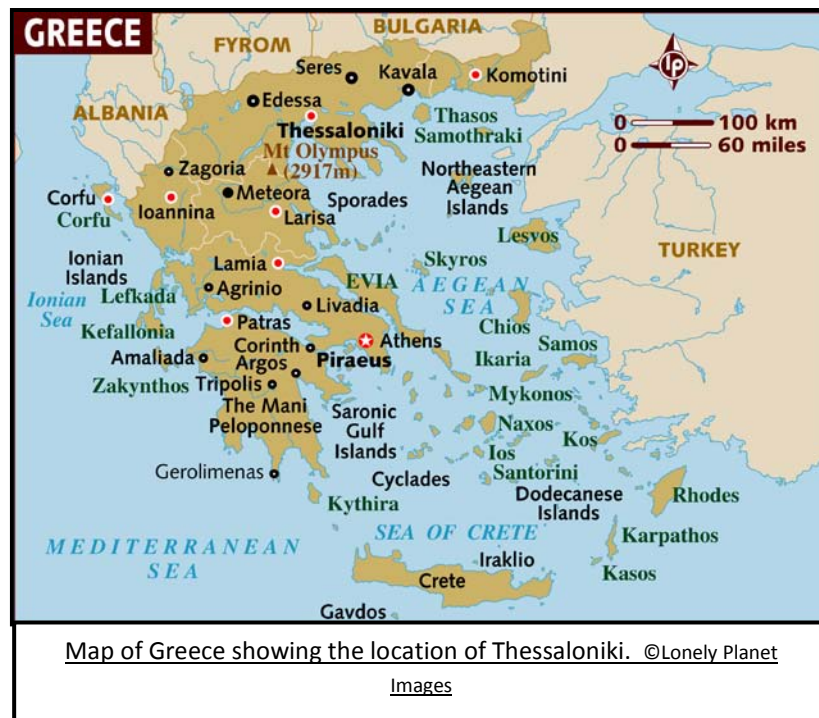 GREECE
BULGARIA
FYROM
ALBANIA
Seres
Kavala
Komotini
Edessa
Thessaloniki
Thasos
Samothraki
lp
0 100 km
0 60 miles
Mt Olympus
(2917m)
Zagoria
Meteora
Northeastern
Aegean
Islands
Corfu
Corfu
Ioannina
Larisa
Sporades
Lesvos
TURKEY
Ionian
Islands
Lamia
Skyros
EVIA
AEGEAN
SEA
Ionian
Sea
Lefkada
Agrinio
Livadia
Kefallonia
Patras
Chios
Athens
Samos
Corinth
Piraeus
Ikaria
Amaliada
Argos
Zakynthos
Tripolis
Mykonos
The Mani
Peloponnese
Saronic
Gulf
Islands
Naxos
Kos
Ios
Santorini
Gerolimenas
Cyclades
Dodecanese
Islands
Rhodes
Kythira
SEA OF CRETE
Karpathos
MEDITERRANEAN
SEA
Iraklio
Kasos
Crete
Gavdos
Map of Greece showing the location of Thessaloniki. ©Lonely Planet
Images